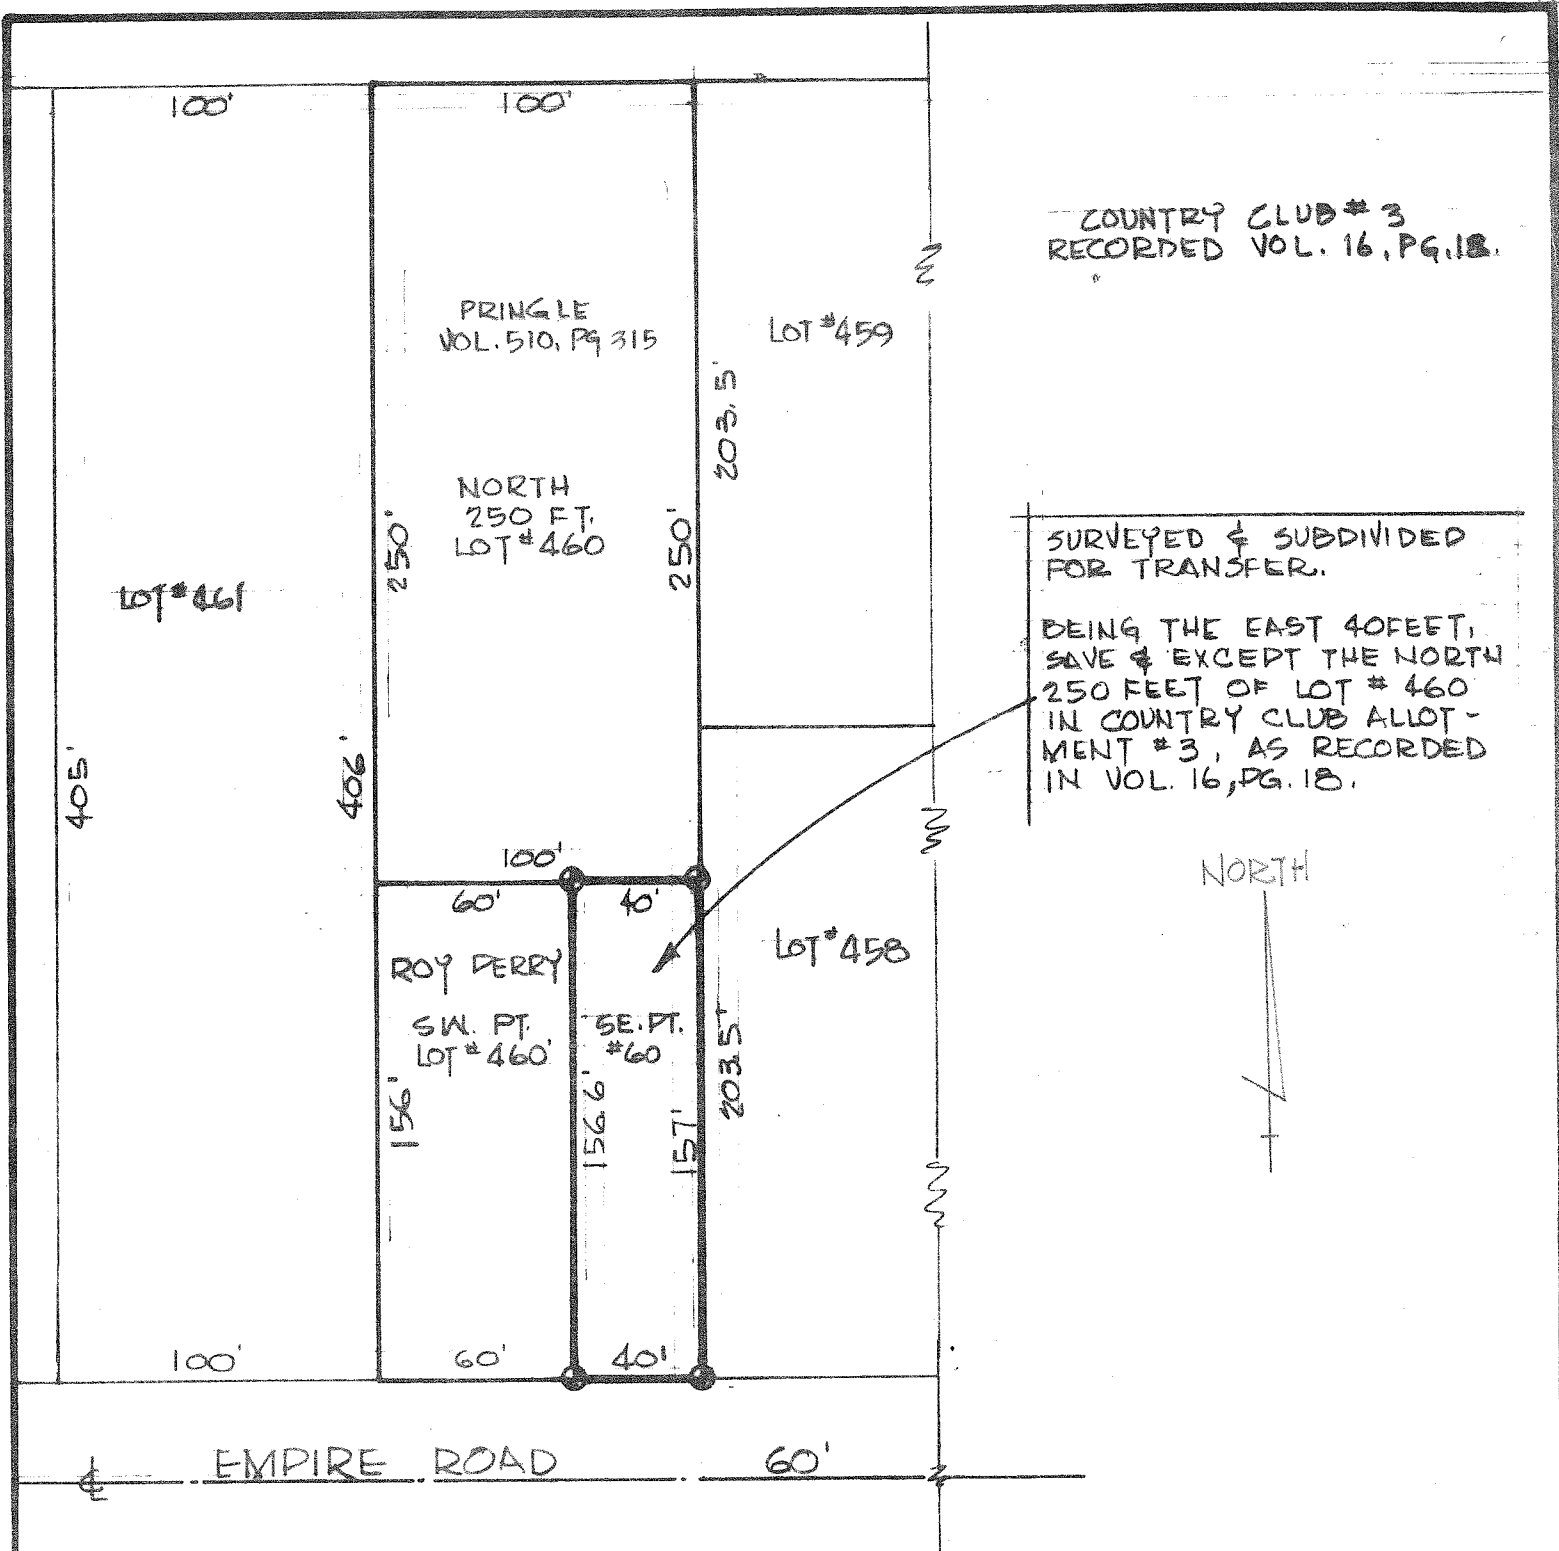 100'
100'
COUNTRY CLUB # 3
RECORDED VOL. 16, PG. 18.
PRINGLE
VOL. 510, PG 315
LOT #459
203.5'
NORTH
250 FT.
LOT # 460
250'
250'
LOT # 461
SURVEYED & SUBDIVIDED
FOR TRANSFER.
BEING THE EAST 40 FEET,
SAVE & EXCEPT THE NORTH
250 FEET OF LOT # 460
IN COUNTRY CLUB ALLOT-
MENT #3, AS RECORDED
IN VOL. 16, PG. 18.
405'
406'
100'
60'
40'
NORTH
ROY PERRY
LOT #458
S.W. PT.
LOT # 460
SE. PT.
#60
156'
156.6'
157'
203.5'
100'
60'
40'
EMPIRE ROAD
60'
℄